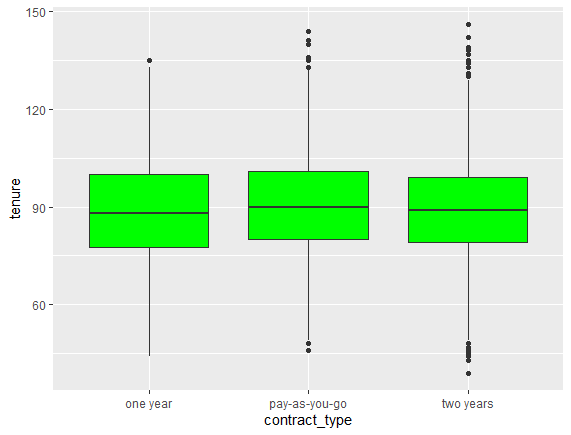 150
120
90
60
tenure
one year pay-as-you-go two years
contract_type